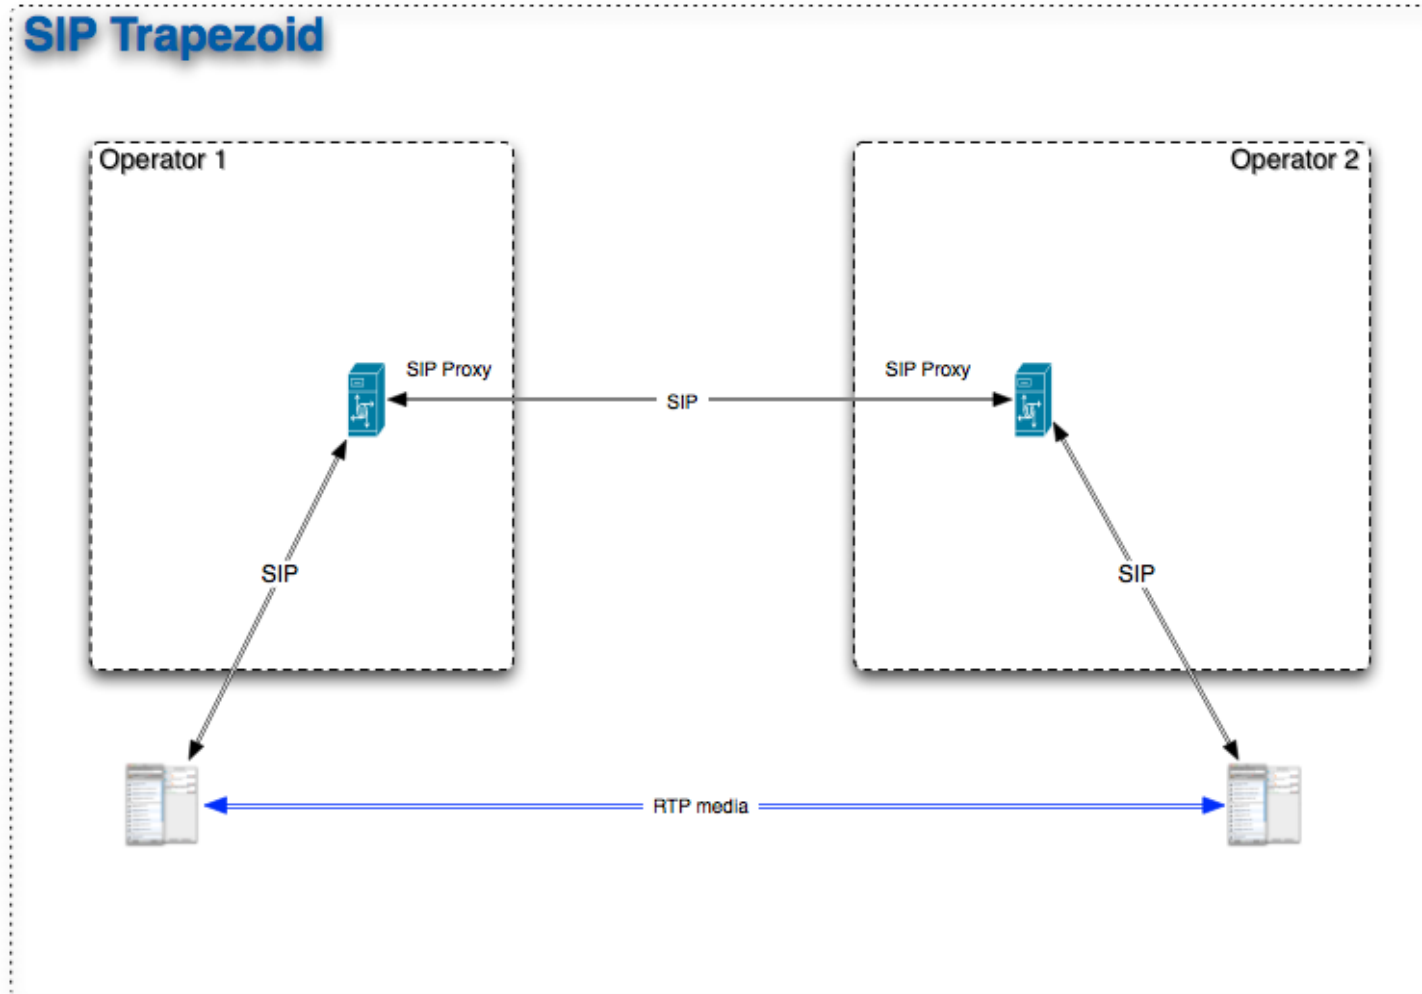 SIP Trapezoid
Operator 1
Operator 2
SIP Proxy
SIP Proxy
SIP
SIP
SIP
RTP media